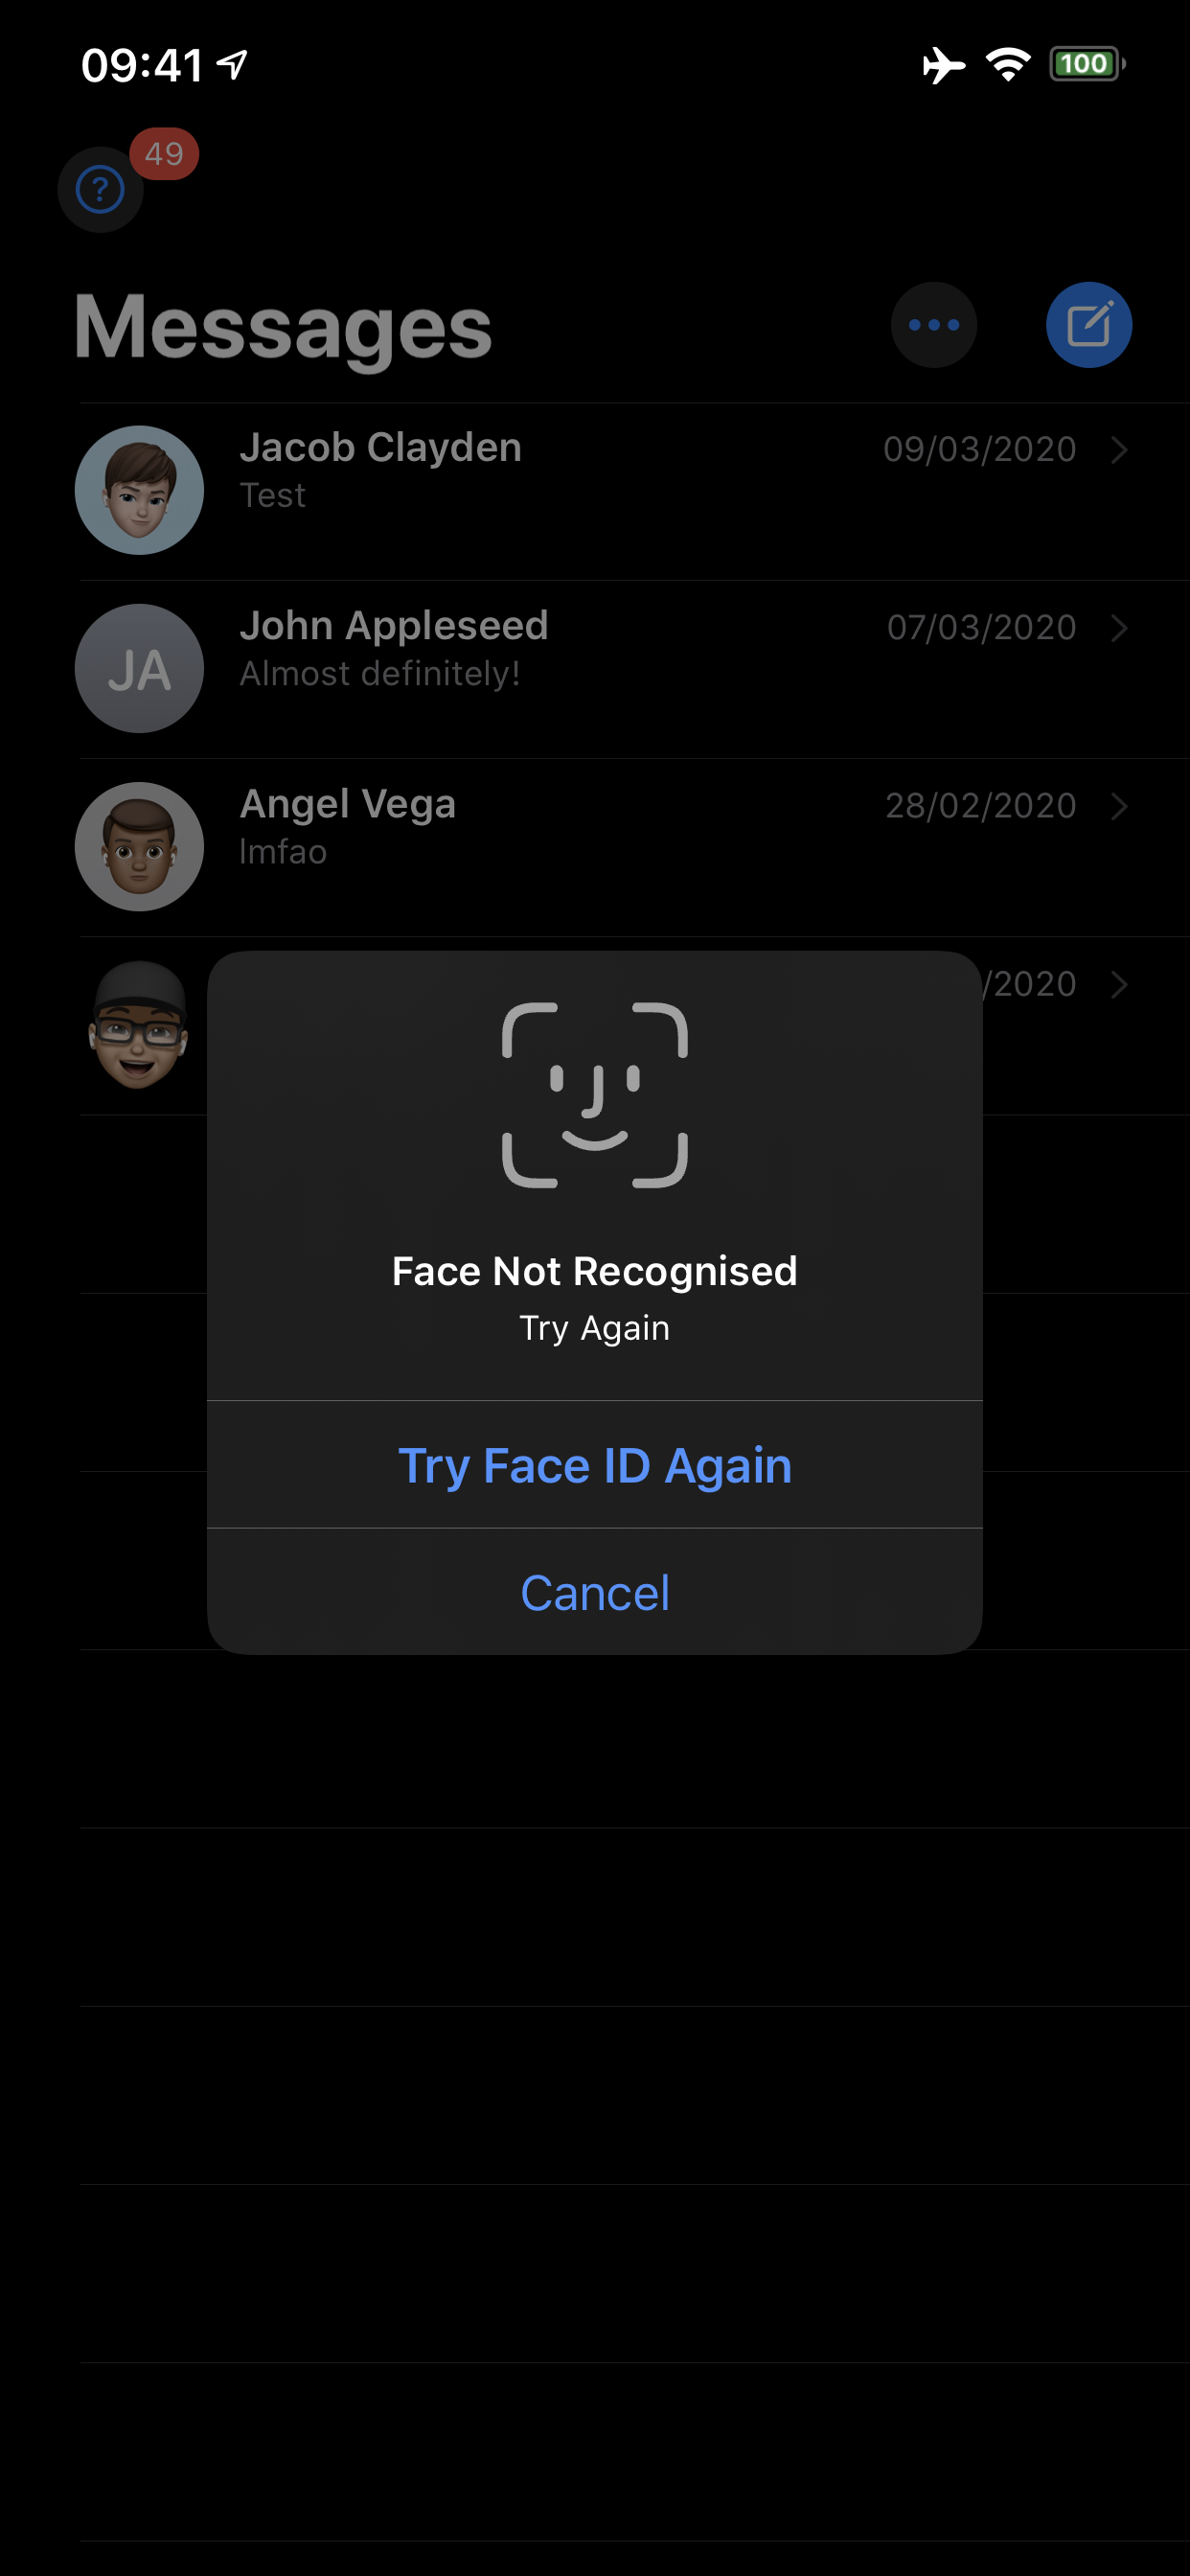 09:41
100
49
?
Messages
Jacob Clayden
09/03/2020
Test
John Appleseed
07/03/2020
JA
Almost definitely!
Angel Vega
28/02/2020
lmfao
/2020
Face Not Recognised
Try Again
Try Face ID Again
Cancel